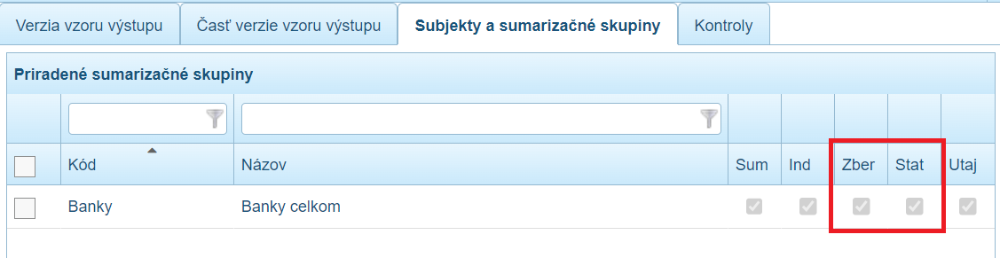 Verzia vzoru výstupu Časť verzie vzoru výstupu Subjekty a sumarizačné skupiny Kontroly
Priradené sumarizačné skupiny
Kód Názov Sum Ind Zber Stat Utaj
Banky Banky celkom